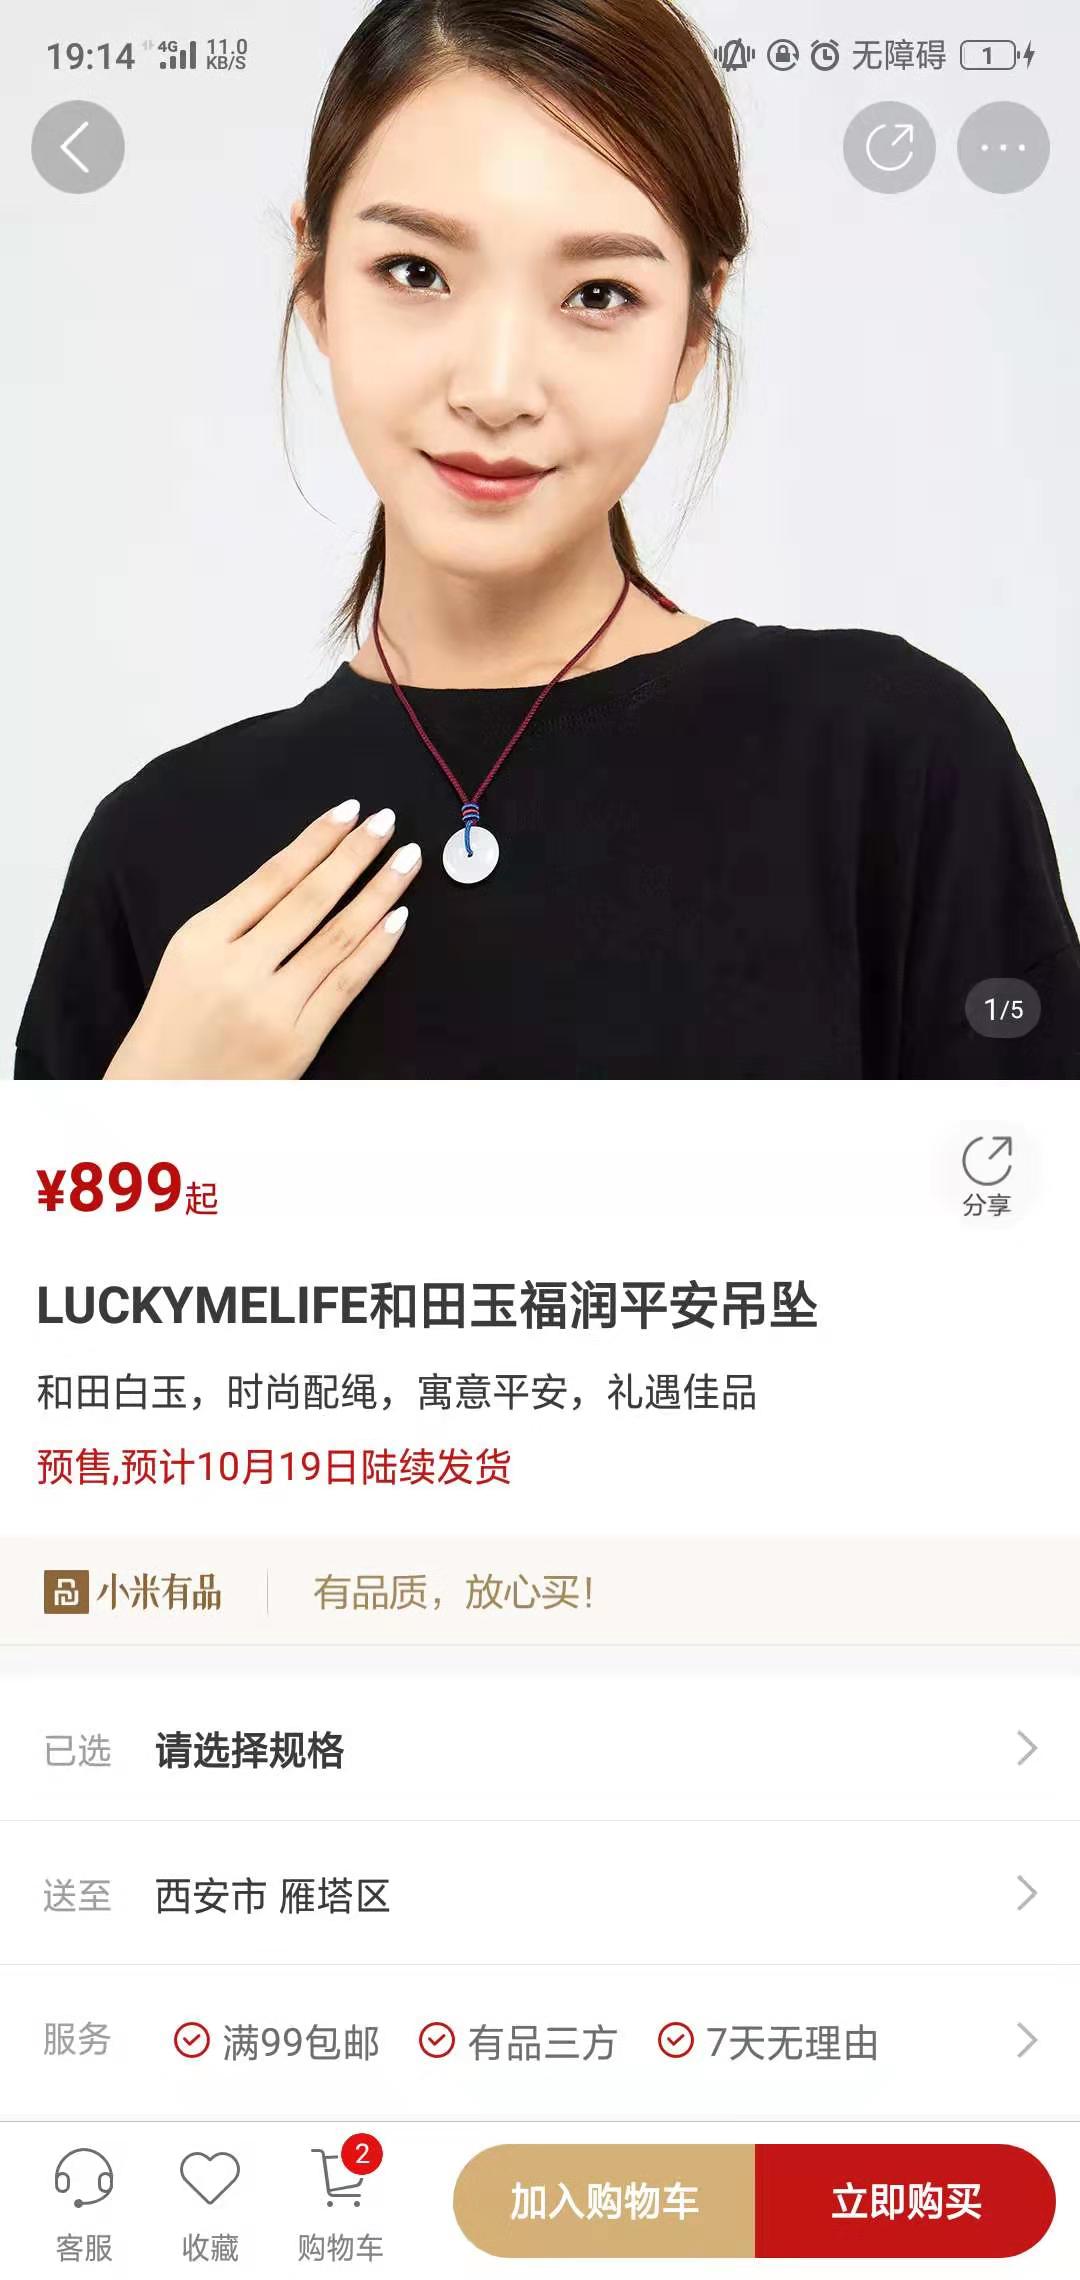 19:14 4G 11.0 KB/S 无障碍 1
1/5
¥899起
分享
LUCKYMELIFE和田玉福润平安吊坠
和田白玉，时尚配绳，寓意平安，礼遇佳品
预售,预计10月19日陆续发货
小米有品 有品质，放心买！
已选 请选择规格
送至 西安市 雁塔区
服务 满99包邮 有品三方 7天无理由
2
客服 收藏 购物车 加入购物车 立即购买